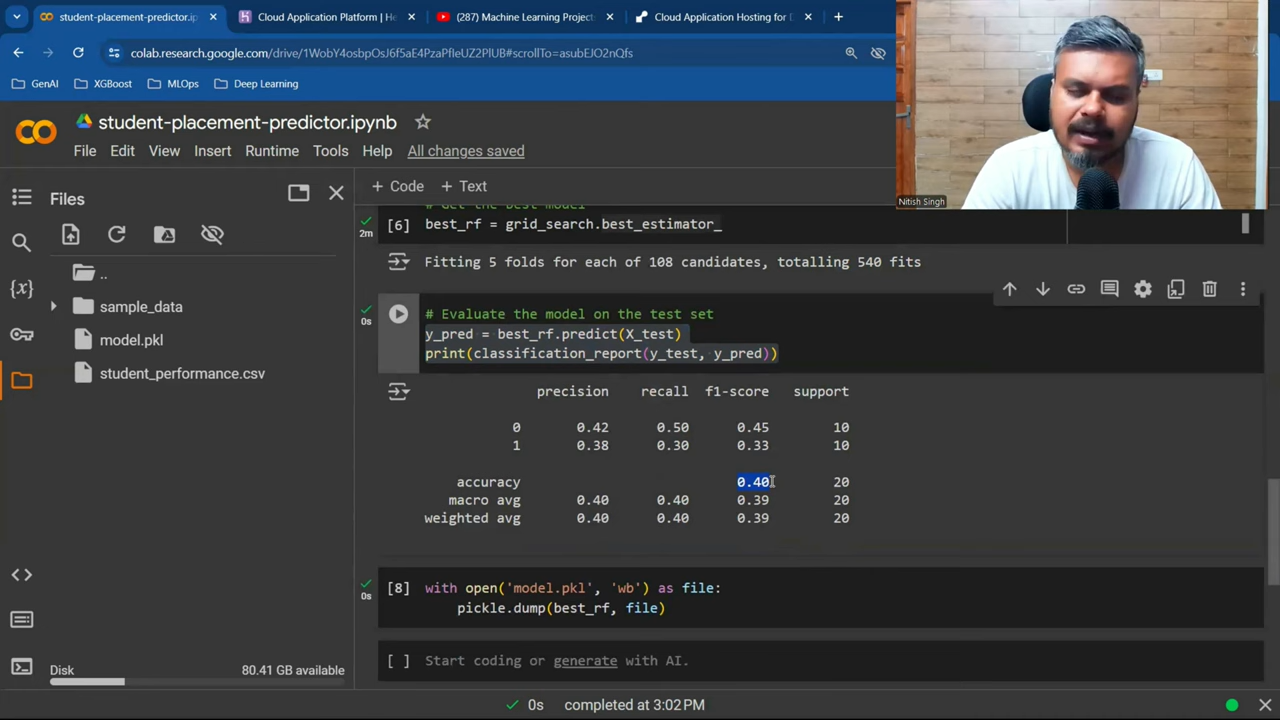 student-placement-predictor.ip
Cloud Application Platform | He
(287) Machine Learning Project
Cloud Application Hosting for D
colab.research.google.com/drive/1WobY4osbpOsJ6f5aE4PzaPfleUZ2PlUB#scrollTo=asubEJO2nQfs
GenAI
XGBoost
MLOps
Deep Learning
student-placement-predictor.ipynb
File Edit View Insert Runtime Tools Help All changes saved
Nitish Singh
Files
+ Code + Text
..
sample_data
model.pkl
student_performance.csv
Disk
80.41 GB available
# Get the best model
[6] best_rf = grid_search.best_estimator_
2m
Fitting 5 folds for each of 108 candidates, totalling 540 fits
# Evaluate the model on the test set
0s
y_pred = best_rf.predict(X_test)
print(classification_report(y_test, y_pred))
precision recall f1-score support
0 0.42 0.50 0.45 10
1 0.38 0.30 0.33 10
accuracy 0.40 20
macro avg 0.40 0.40 0.39 20
weighted avg 0.40 0.40 0.39 20
[8] with open('model.pkl', 'wb') as file:
0s
pickle.dump(best_rf, file)
[ ] Start coding or generate with AI.
0s completed at 3:02 PM